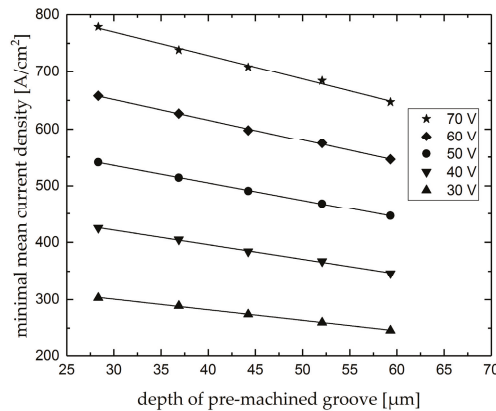 minimal mean current density [A/cm²]
800
700
600
500
400
300
200
70 V
60 V
50 V
40 V
30 V
25 30 35 40 45 50 55 60 65 70
depth of pre-machined groove [µm]